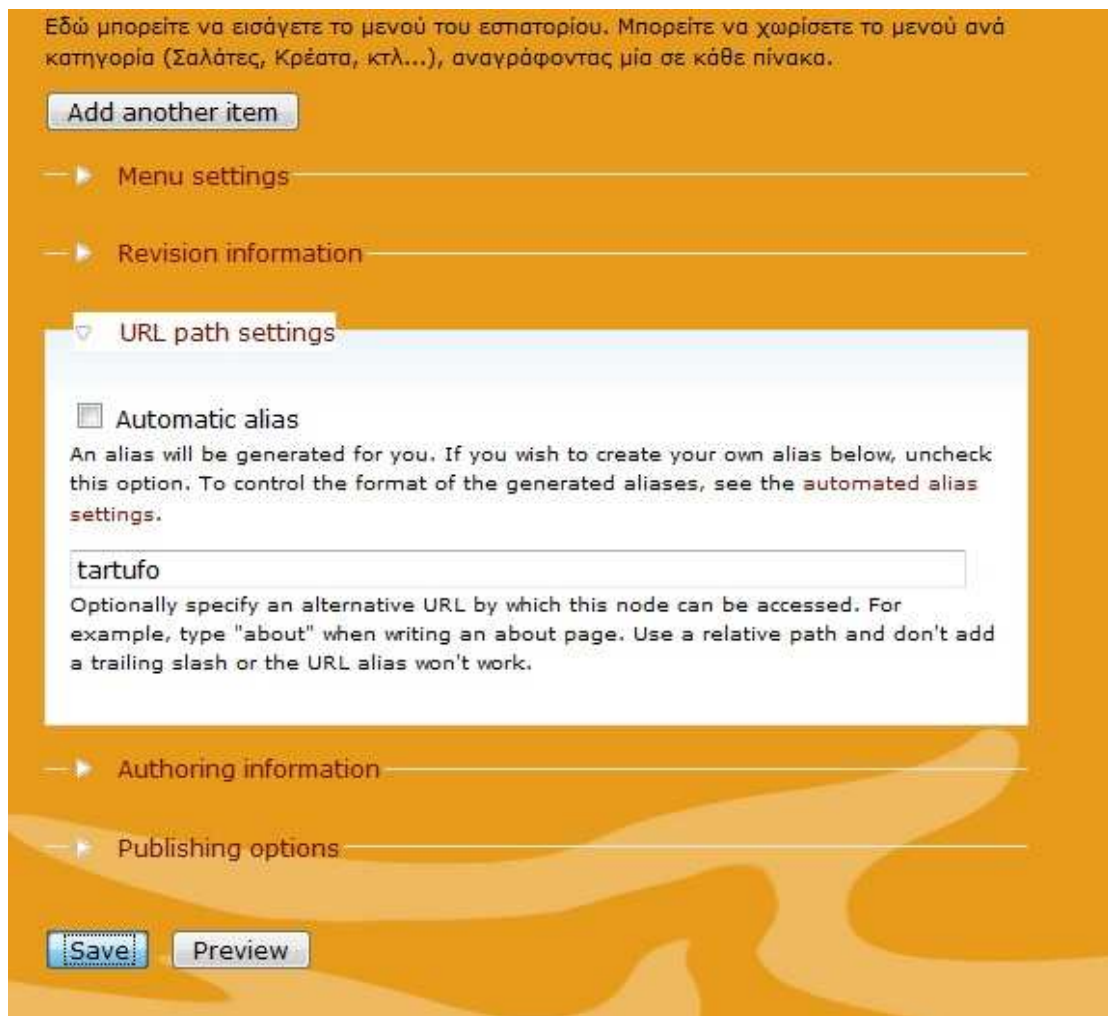 Εδώ μπορείτε να εισάγετε το μενού του εστιατορίου. Μπορείτε να χωρίσετε το μενού ανά
κατηγορία (Σαλάτες, Κρέατα, κτλ...), αναγράφοντας μία σε κάθε πίνακα.
Add another item
Menu settings
Revision information
URL path settings
Automatic alias
An alias will be generated for you. If you wish to create your own alias below, uncheck
this option. To control the format of the generated aliases, see the automated alias
settings.
tartufo
Optionally specify an alternative URL by which this node can be accessed. For
example, type "about" when writing an about page. Use a relative path and don't add
a trailing slash or the URL alias won't work.
Authoring information
Publishing options
Save Preview